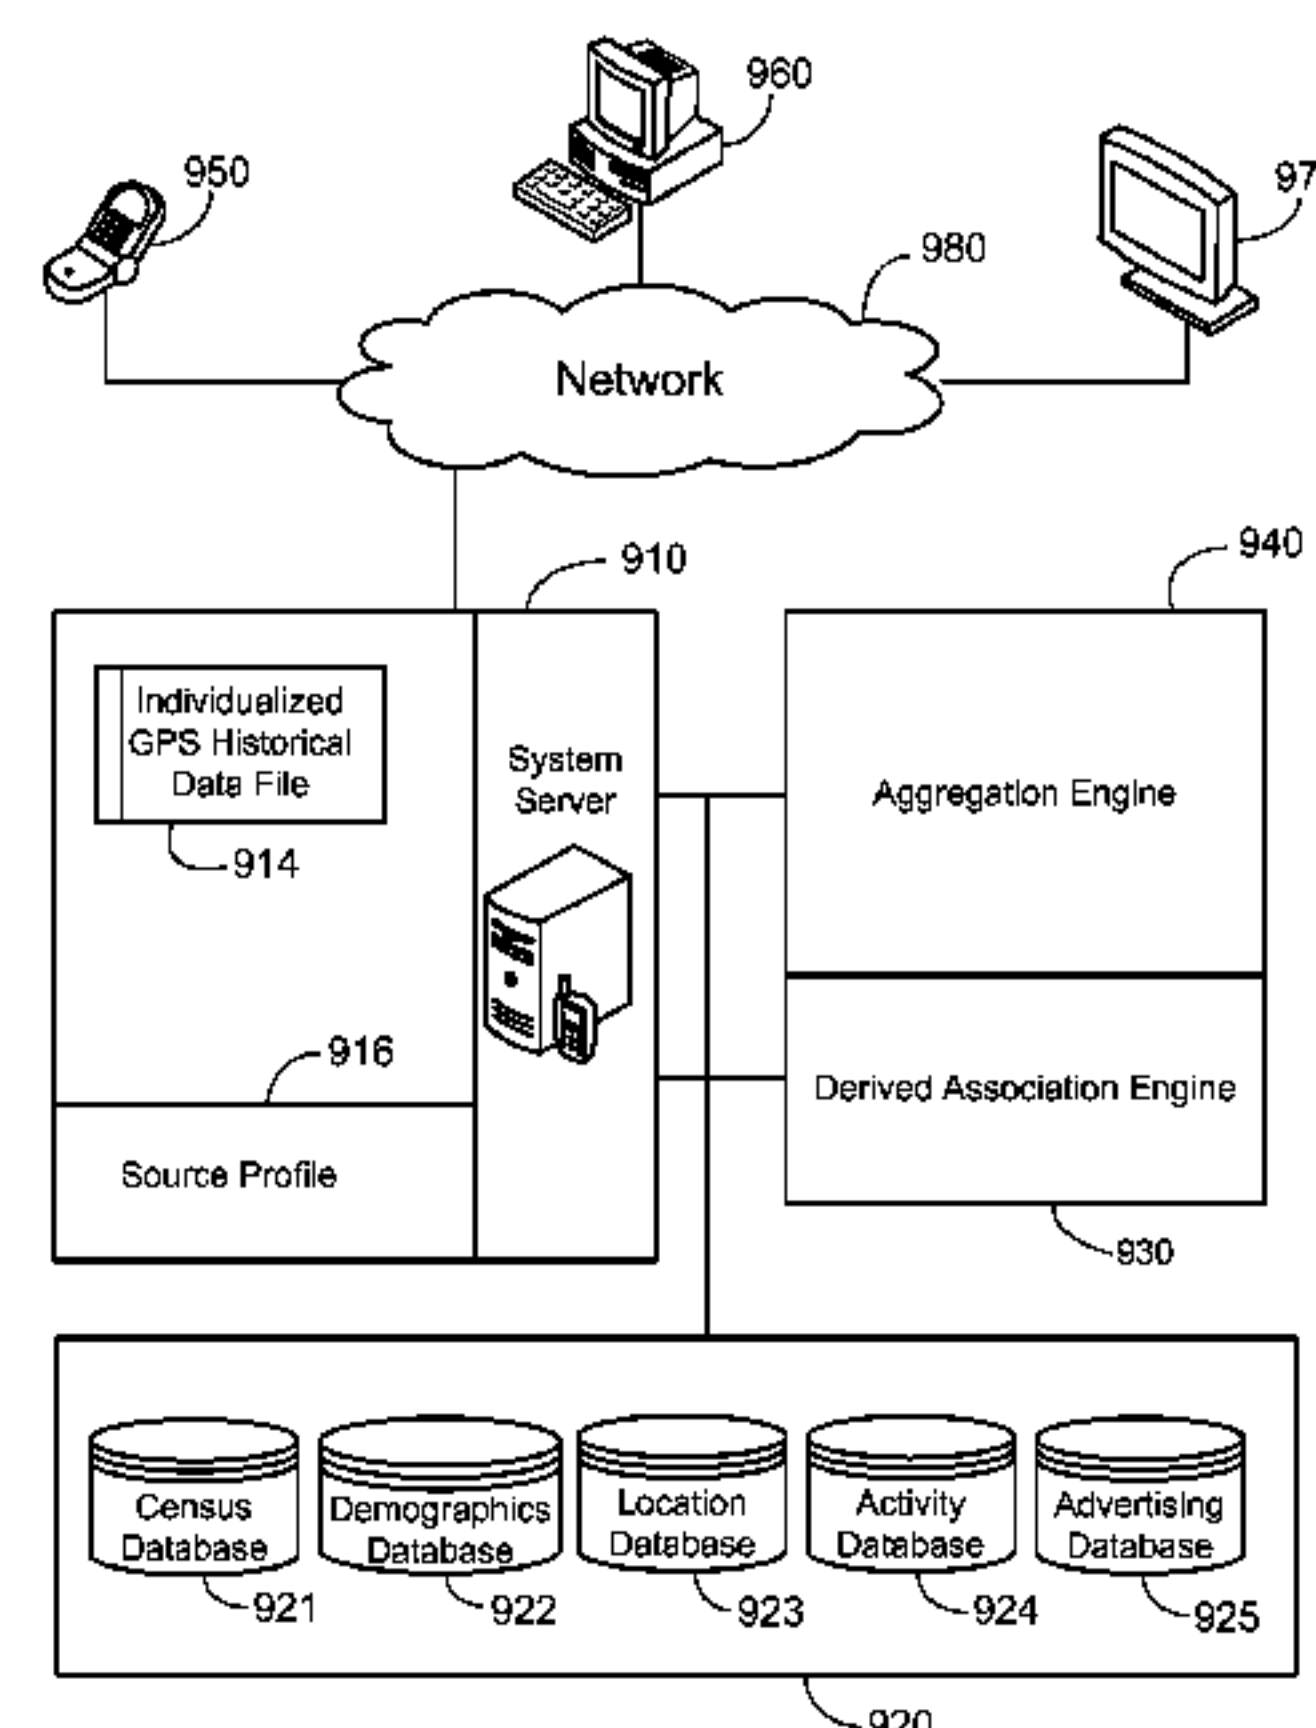 960
950
97
980
Network
910
940
Individualized
GPS Historical
Data File
914
System
Server
Aggregation Engine
916
Source Profile
Derived Association Engine
930
Census
Database
Demographics
Database
Location
Database
Activity
Database
Advertising
Database
921
922
923
924
925
920